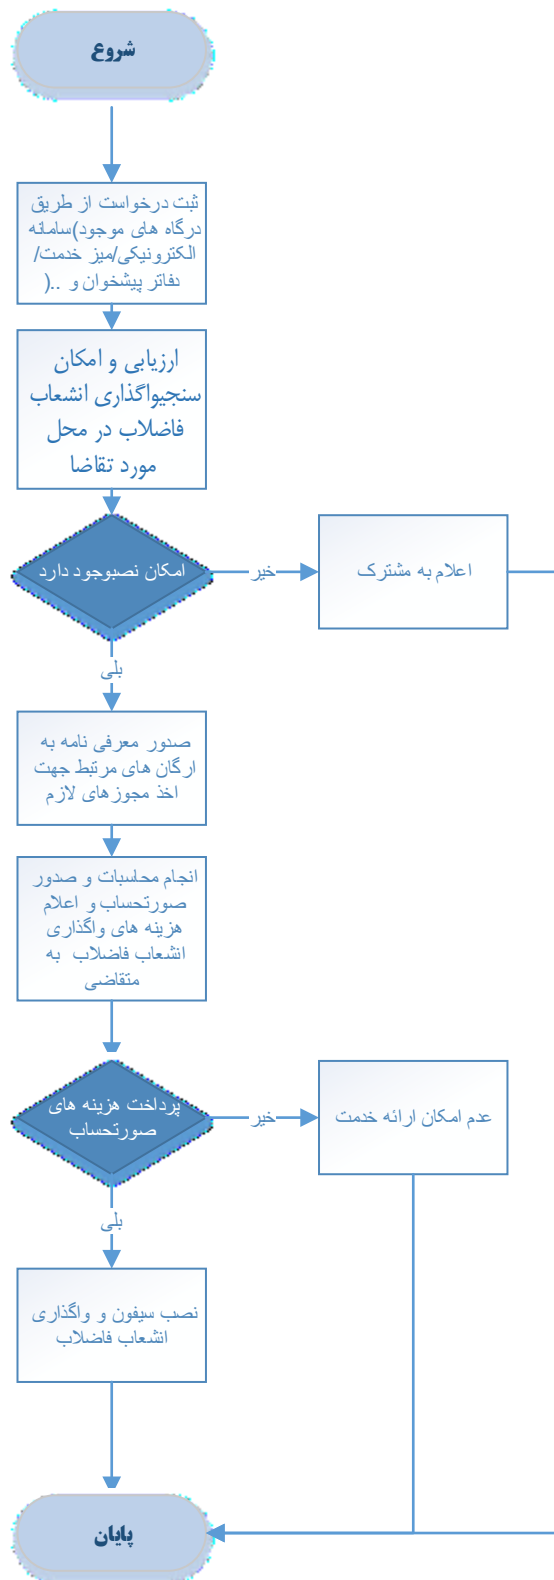 شروع
ثبت درخواست از طریق
درگاه های موجود)سامانه
الکترونیکی/میز خدمت/
دفاتر پیشخوان و ..(
ارزیابی و امکان
سنجیواگذاری انشعاب
فاضلاب در محل
مورد تقاضا
امکان نصبوجود دارد
خیر
اعلام به مشترک
بلی
صدور معرفی نامه به
ارگان های مرتبط جهت
اخذ مجوزهای لازم
انجام محاسبات و صدور
صورتحساب و اعلام
هزینه های واگذاری
انشعاب فاضلاب به
متقاضی
پرداخت هزینه های
صورتحساب
خیر
عدم امکان ارائه خدمت
بلی
نصب سیفون و واگذاری
انشعاب فاضلاب
پایان